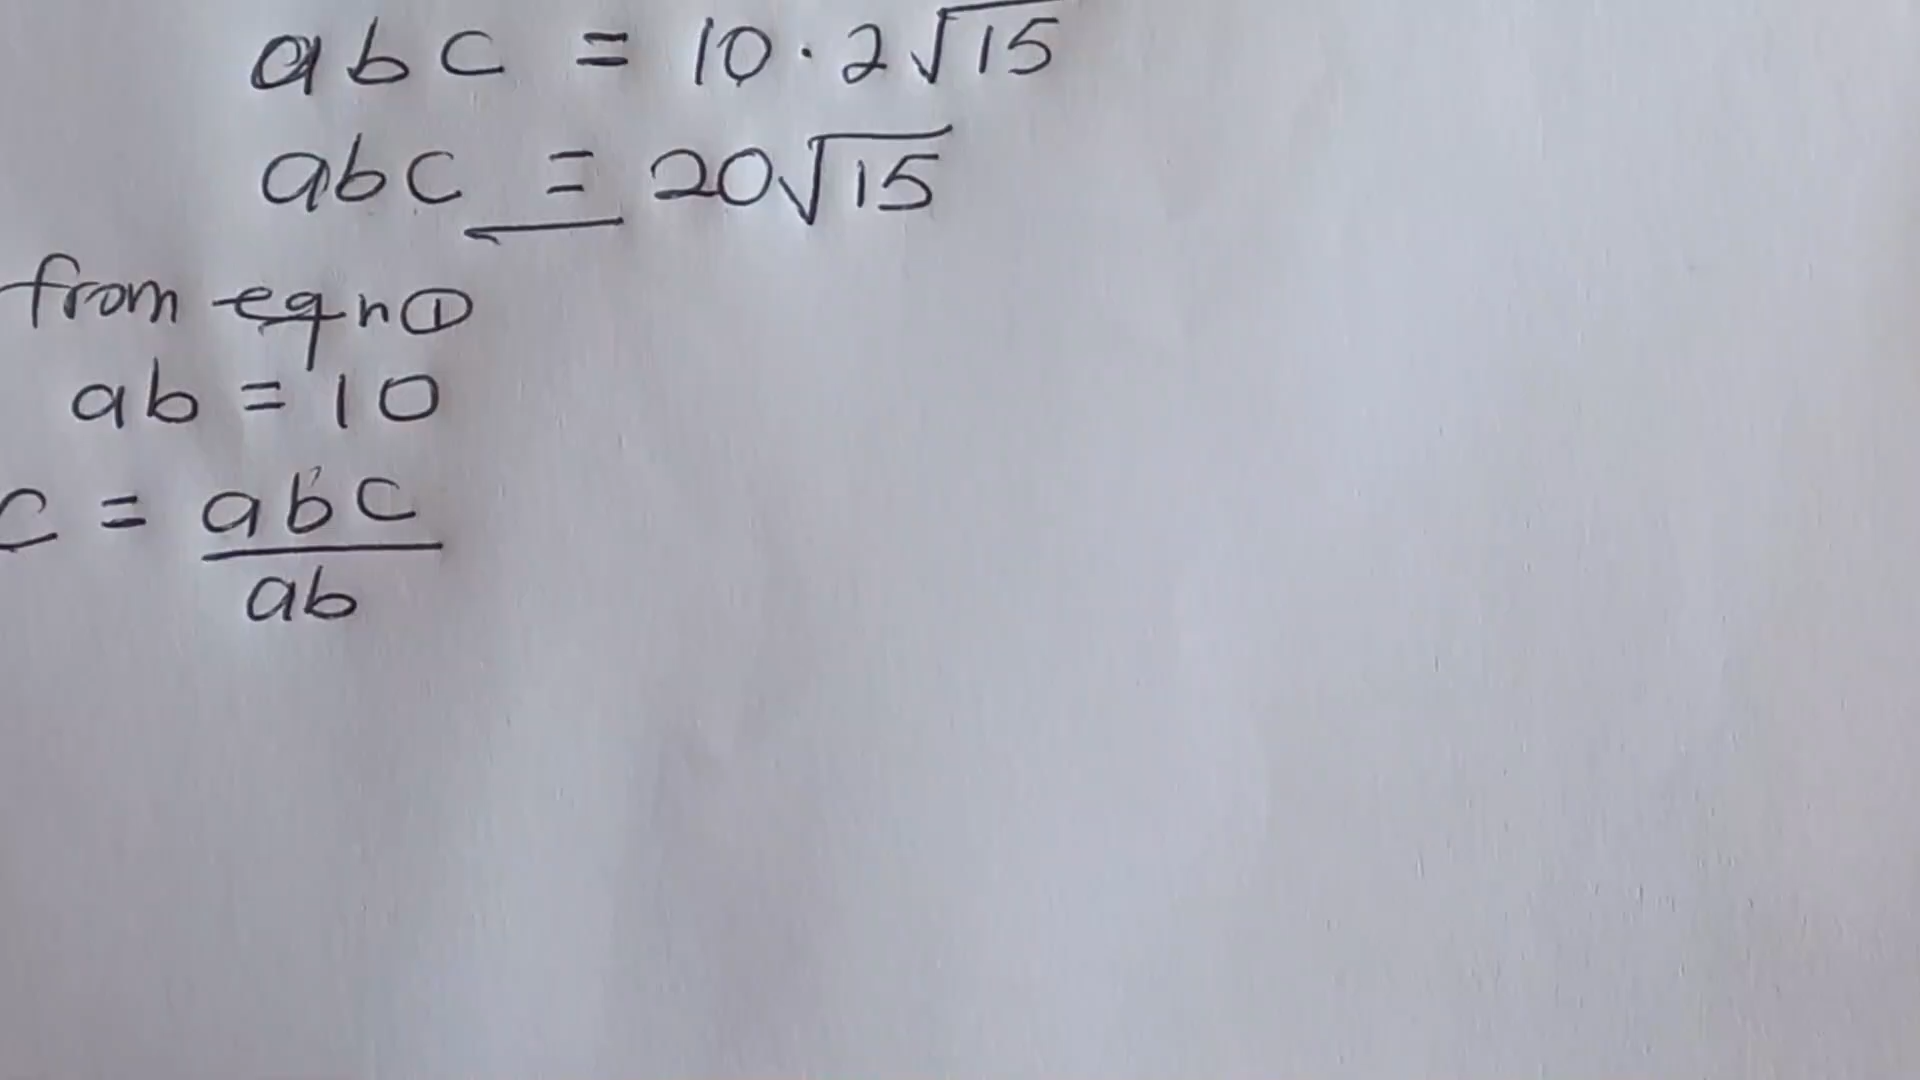 abc = 10·2√15
abc = 20√15
from eqn①
ab = 10
c = abc
ab